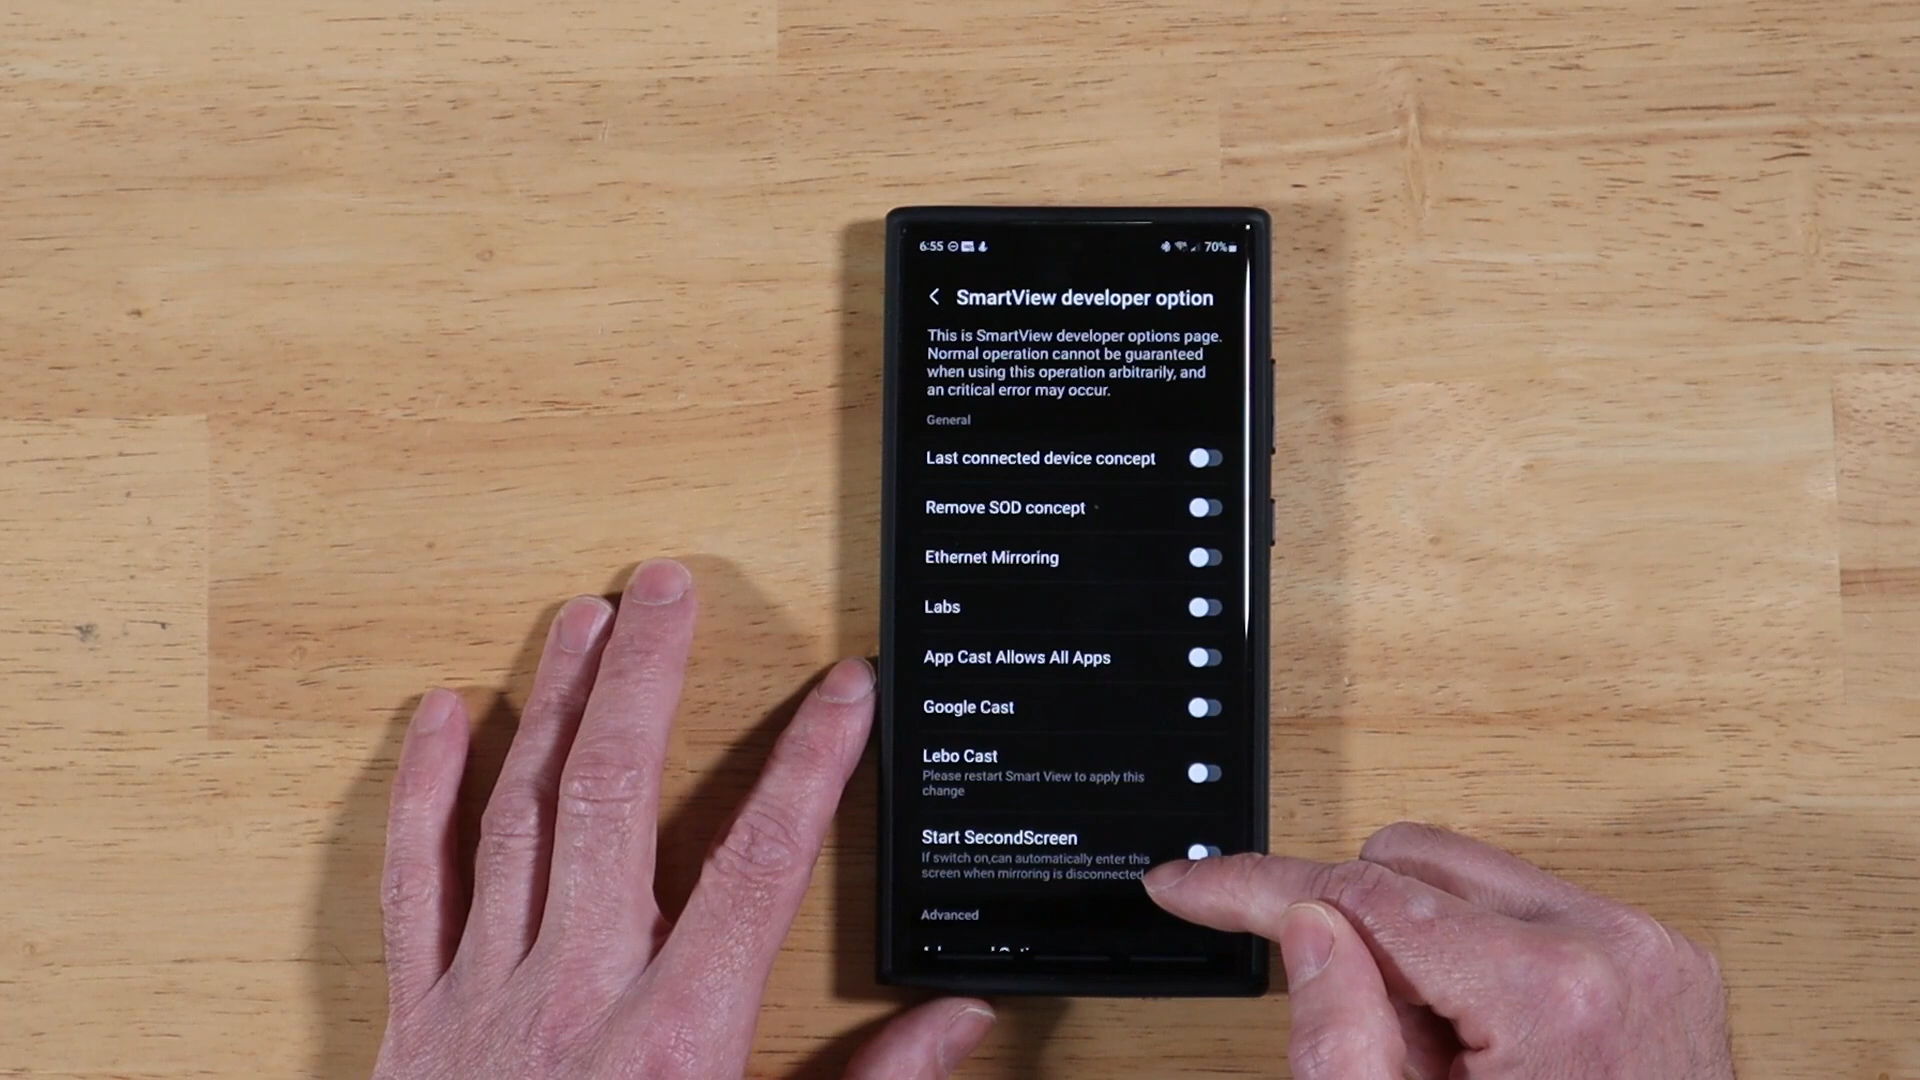 6:55 70%
SmartView developer option
This is SmartView developer options page.
Normal operation cannot be guaranteed
when using this operation arbitrarily, and
an critical error may occur.
General
Last connected device concept
Remove SOD concept
Ethernet Mirroring
Labs
App Cast Allows All Apps
Google Cast
Lebo Cast
Please restart Smart View to apply this
change
Start SecondScreen
If switch on,can automatically enter this
screen when mirroring is disconnected
Advanced